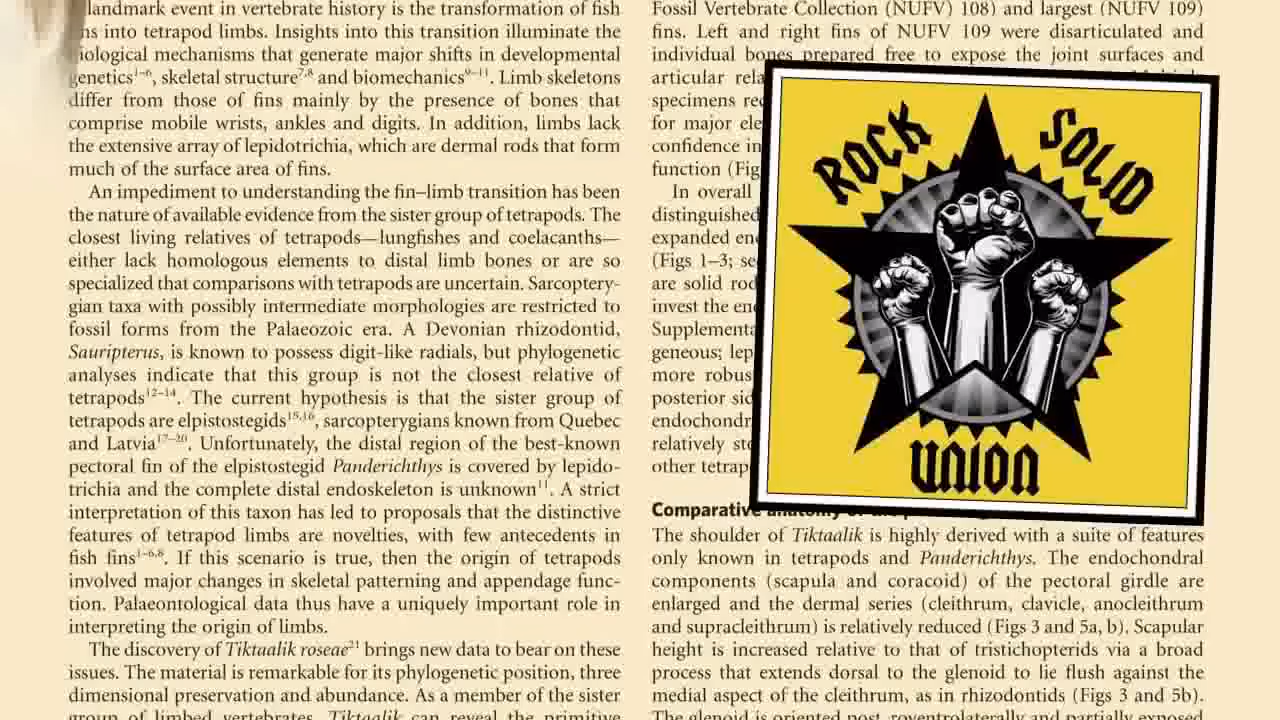 landmark event in vertebrate history is the transformation of fish
into tetrapod limbs. Insights into this transition illuminate the
biological mechanisms that generate major shifts in developmental
genetics¹⁻⁶, skeletal structure⁷,⁸ and biomechanics⁹⁻¹¹. Limb skeletons
differ from those of fins mainly by the presence of bones that
comprise mobile wrists, ankles and digits. In addition, limbs lack
the extensive array of lepidotrichia, which are dermal rods that form
much of the surface area of fins.
An impediment to understanding the fin–limb transition has been
the nature of available evidence from the sister group of tetrapods. The
closest living relatives of tetrapods—lungfishes and coelacanths—
either lack homologous elements to distal limb bones or are so
specialized that comparisons with tetrapods are uncertain. Sarcoptery-
gian taxa with possibly intermediate morphologies are restricted to
fossil forms from the Palaeozoic era. A Devonian rhizodontid,
Sauripterus, is known to possess digit-like radials, but phylogenetic
analyses indicate that this group is not the closest relative of
tetrapods¹²⁻¹⁴. The current hypothesis is that the sister group of
tetrapods are elpistostegids¹⁵,¹⁶, sarcopterygians known from Quebec
and Latvia¹⁷⁻²⁰. Unfortunately, the distal region of the best-known
pectoral fin of the elpistostegid Panderichthys is covered by lepido-
trichia and the complete distal endoskeleton is unknown¹¹. A strict
interpretation of this taxon has led to proposals that the distinctive
features of tetrapod limbs are novelties, with few antecedents in
fish fins¹⁻⁶,⁸. If this scenario is true, then the origin of tetrapods
involved major changes in skeletal patterning and appendage func-
tion. Palaeontological data thus have a uniquely important role in
interpreting the origin of limbs.
The discovery of Tiktaalik roseae²¹ brings new data to bear on these
issues. The material is remarkable for its phylogenetic position, three
dimensional preservation and abundance. As a member of the sister
group of limbed vertebrates, Tiktaalik can reveal the primitive
Fossil Vertebrate Collection (NUFV) 108) and largest (NUFV 109)
fins. Left and right fins of NUFV 109 were disarticulated and
individual bones prepared free to expose the joint surfaces and
articular
specimens
for major
confidence in
function (Fig
In overall
distinguished
expanded
(Figs 1–3;
are solid
invest the
geneous;
more
posterior
relatively
other
Comparative anatomy
The shoulder of Tiktaalik is highly derived with a suite of features
only known in tetrapods and Panderichthys. The endochondral
components (scapula and coracoid) of the pectoral girdle are
enlarged and the dermal series (cleithrum, clavicle, anocleithrum
and supracleithrum) is relatively reduced (Figs 3 and 5a, b). Scapular
height is increased relative to that of tristichopterids via a broad
process that extends dorsal to the glenoid to lie flush against the
medial aspect of the cleithrum, as in rhizodontids (Figs 3 and 5b).
The glenoid is oriented post roventrolaterally and partially exposed
ROCK SOLID
UNION